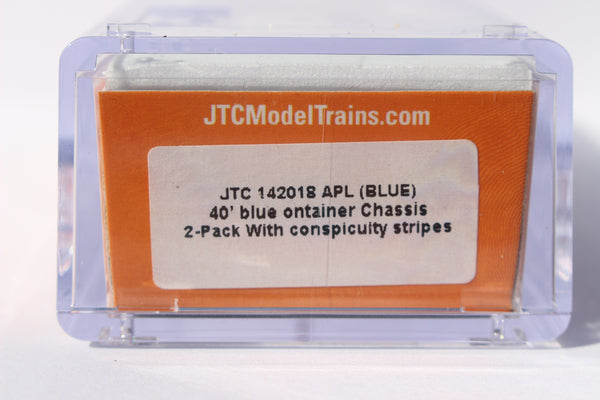 JTCModelTrains.com
JTC 142018 APL (BLUE)
40' blue ontainer Chassis
2-Pack With conspicuity stripes